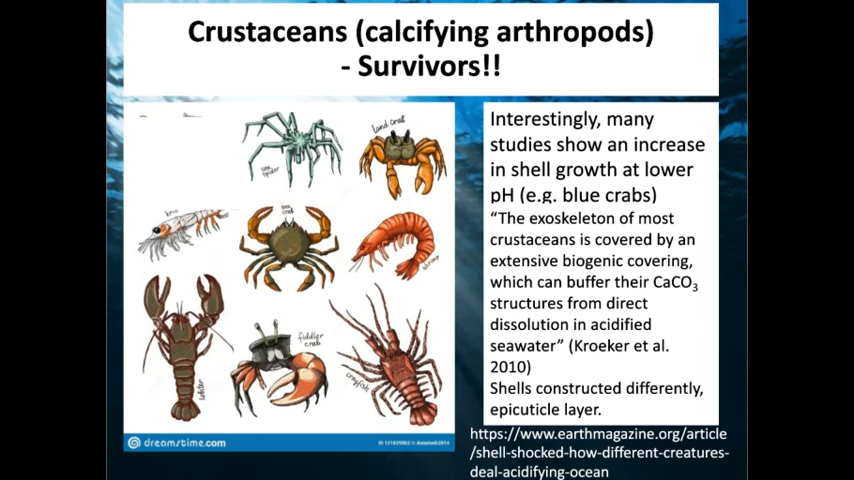 Crustaceans (calcifying arthropods)
- Survivors!!
sea
spider
land crab
krill
sea
crab
shrimp
lobster
fiddler
crab
crayfish
dreamstime.com
Interestingly, many
studies show an increase
in shell growth at lower
pH (e.g. blue crabs)
“The exoskeleton of most
crustaceans is covered by an
extensive biogenic covering,
which can buffer their CaCO₃
structures from direct
dissolution in acidified
seawater” (Kroeker et al.
2010)
Shells constructed differently,
epicuticle layer.
https://www.earthmagazine.org/article
/shell-shocked-how-different-creatures-
deal-acidifying-ocean